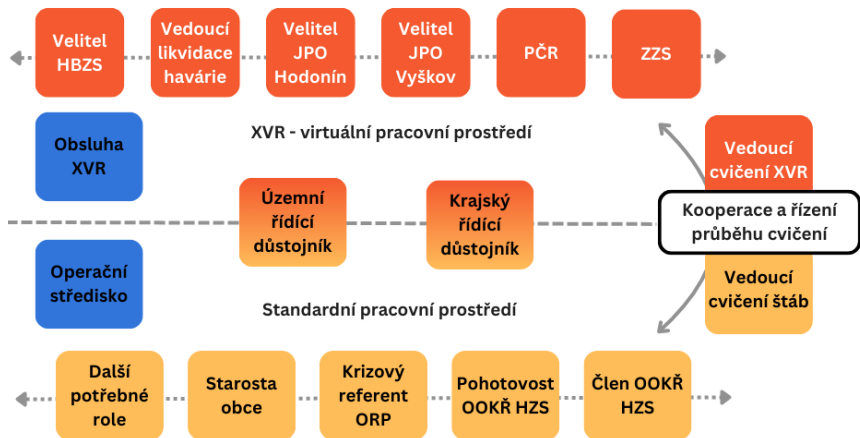 Velitel
HBZS
Vedoucí
likvidace
havárie
Velitel
JPO
Hodonín
Velitel
JPO
Vyškov
PČR
ZZS
Obsluha
XVR
XVR - virtuální pracovní prostředí
Vedoucí
cvičení XVR
Územní
řídící
důstojník
Krajský
řídící
důstojník
Kooperace a řízení
průběhu cvičení
Operační
středisko
Standardní pracovní prostředí
Vedoucí
cvičení štáb
Další
potřebné
role
Starosta
obce
Krizový
referent
ORP
Pohotovost
OOKŘ HZS
Člen OOKŘ
HZS